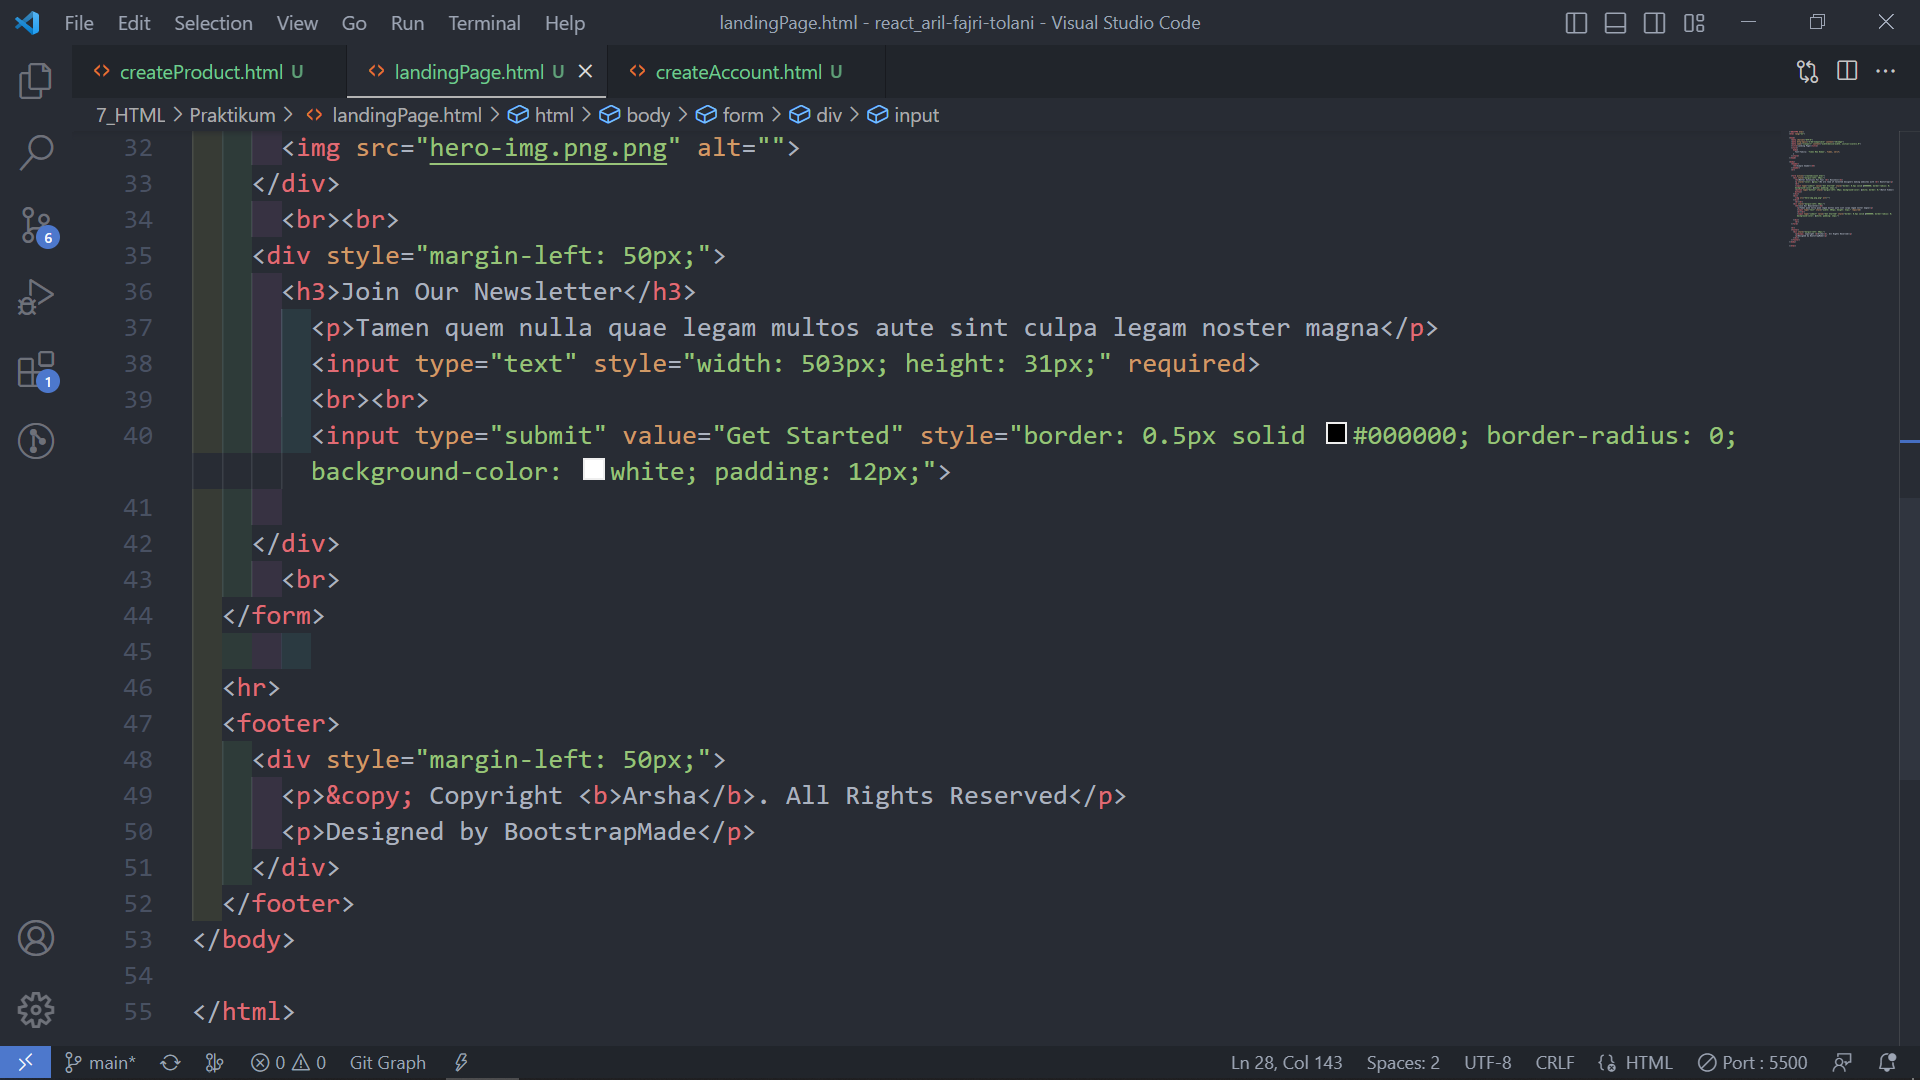 File Edit Selection View Go Run Terminal Help landingPage.html - react_aril-fajri-tolani - Visual Studio Code
createProduct.html U landingPage.html U createAccount.html U
7_HTML > Praktikum > landingPage.html > html > body > form > div > input
32 <img src="hero-img.png.png" alt="">
33 </div>
34 <br><br>
35 <div style="margin-left: 50px;">
36 <h3>Join Our Newsletter</h3>
37 <p>Tamen quem nulla quae legam multos aute sint culpa legam noster magna</p>
38 <input type="text" style="width: 503px; height: 31px;" required>
39 <br><br>
40 <input type="submit" value="Get Started" style="border: 0.5px solid #000000; border-radius: 0;
background-color: white; padding: 12px;">
41
42 </div>
43 <br>
44 </form>
45
46 <hr>
47 <footer>
48 <div style="margin-left: 50px;">
49 <p>&copy; Copyright <b>Arsha</b>. All Rights Reserved</p>
50 <p>Designed by BootstrapMade</p>
51 </div>
52 </footer>
53 </body>
54
55 </html>
6
1
main* 0 0 Git Graph Ln 28, Col 143 Spaces: 2 UTF-8 CRLF HTML Port : 5500